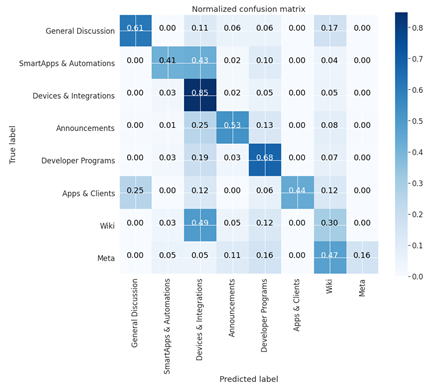 Normalized confusion matrix
General Discussion 0.61 0.00 0.11 0.06 0.06 0.00 0.17 0.00
SmartApps & Automations 0.00 0.41 0.43 0.02 0.10 0.00 0.04 0.00
Devices & Integrations 0.00 0.03 0.85 0.02 0.05 0.00 0.05 0.00
Announcements 0.00 0.01 0.25 0.53 0.13 0.00 0.08 0.00
Developer Programs 0.00 0.03 0.19 0.03 0.68 0.00 0.07 0.00
Apps & Clients 0.25 0.00 0.12 0.00 0.06 0.44 0.12 0.00
Wiki 0.00 0.03 0.49 0.05 0.12 0.00 0.30 0.00
Meta 0.00 0.05 0.05 0.11 0.16 0.00 0.47 0.16
True label
General Discussion
SmartApps & Automations
Devices & Integrations
Announcements
Developer Programs
Apps & Clients
Wiki
Meta
Predicted label
0.8
0.7
0.6
0.5
0.4
0.3
0.2
0.1
0.0